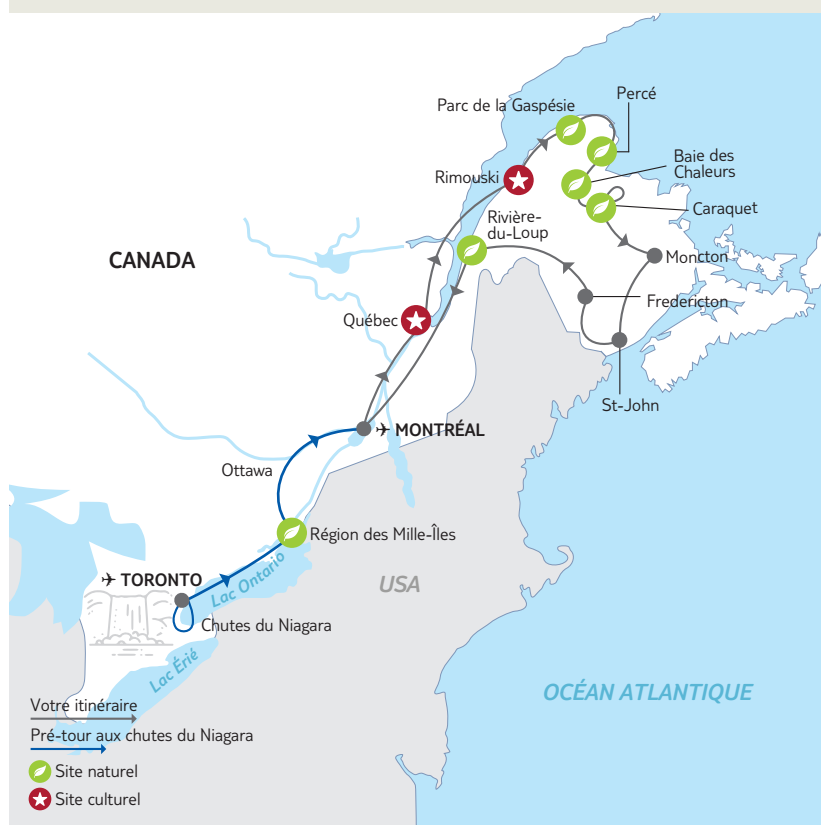 Parc de la Gaspésie
Percé
Baie des
Chaleurs
Rimouski
Caraquet
Rivière-
du-Loup
Moncton
CANADA
Fredericton
Québec
St-John
MONTRÉAL
Ottawa
Région des Mille-Îles
TORONTO
Lac Ontario
USA
Chutes du Niagara
Lac Érié
OCÉAN ATLANTIQUE
Votre itinéraire
Pré-tour aux chutes du Niagara
Site naturel
Site culturel